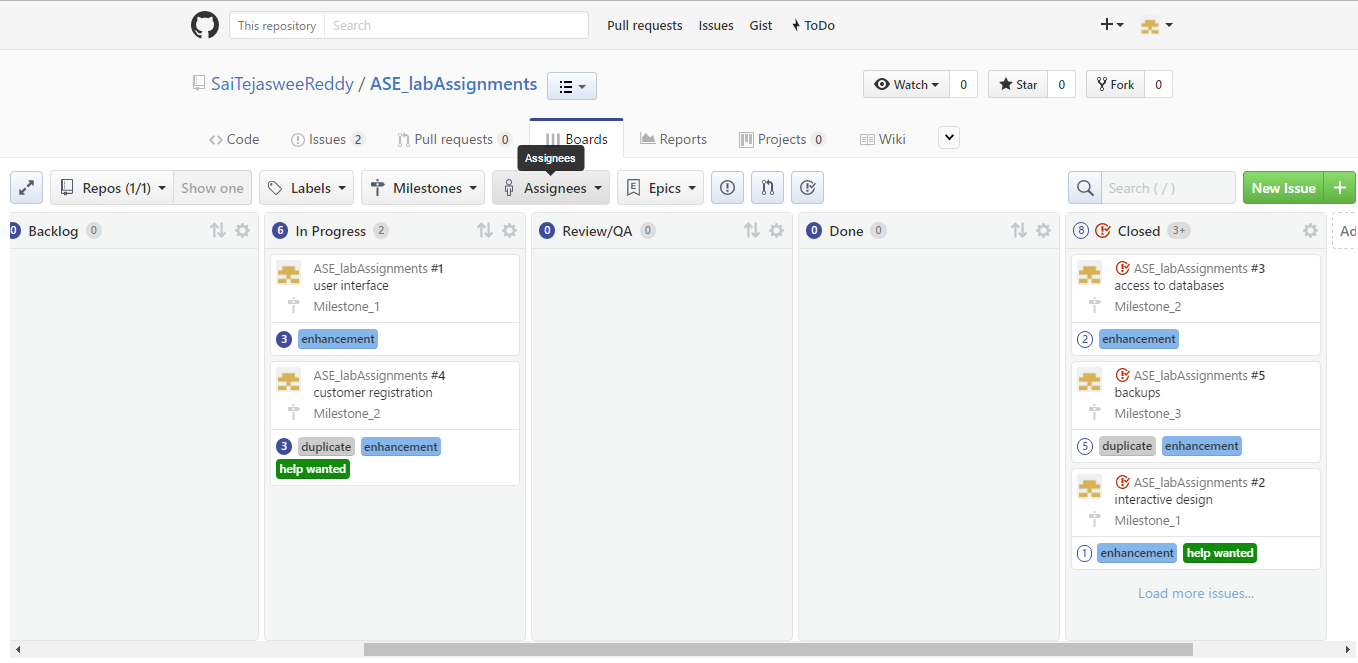 This repository Search Pull requests Issues Gist ToDo
SaiTejasweeReddy / ASE_labAssignments Watch 0 Star 0 Fork 0
Code Issues 2 Pull requests 0 Boards Reports Projects 0 Wiki
Assignees
Repos (1/1) Show one Labels Milestones Assignees Epics Search ( / ) New Issue +
0 Backlog 0
6 In Progress 2
ASE_labAssignments #1
user interface
Milestone_1
3 enhancement
ASE_labAssignments #4
customer registration
Milestone_2
3 duplicate enhancement
help wanted
0 Review/QA 0
0 Done 0
8 Closed 3+
ASE_labAssignments #3
access to databases
Milestone_2
2 enhancement
ASE_labAssignments #5
backups
Milestone_3
5 duplicate enhancement
ASE_labAssignments #2
interactive design
Milestone_1
1 enhancement help wanted
Load more issues...
Ad